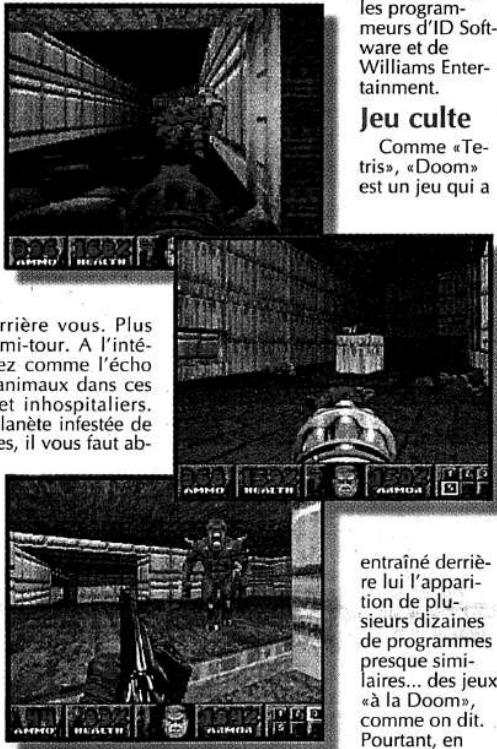 les program-
meurs d'ID Soft-
ware et de
Williams Enter-
tainment.
Jeu culte
Comme «Te-
tris», «Doom»
est un jeu qui a
rrière vous. Plus
mi-tour. A l'inté-
ez comme l'écho
animaux dans ces
et inhospitaliers.
lanète infestée de
es, il vous faut ab-
entraîné derriè-
re lui l'appari-
tion de plu-
sieurs dizaines
de programmes
presque simi-
laires... des jeux
«à la Doom»,
comme on dit.
Pourtant, en
AMMO HEALTH
AMMO HEALTH ARMOR
AMMO HEALTH ARMOR